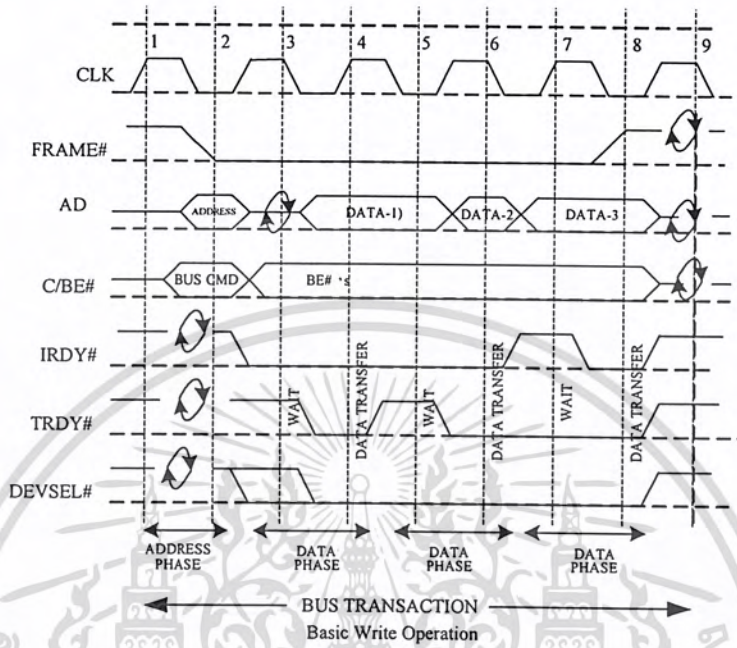 1 2 3 4 5 6 7 8 9
CLK
FRAME#
AD ADDRESS DATA-1) DATA-2 DATA-3
C/BE# BUS CMD BE# 's
IRDY#
TRDY# WAIT DATA TRANSFER WAIT DATA TRANSFER WAIT DATA TRANSFER
DEVSEL#
ADDRESS DATA DATA DATA
PHASE PHASE PHASE PHASE
BUS TRANSACTION
Basic Write Operation